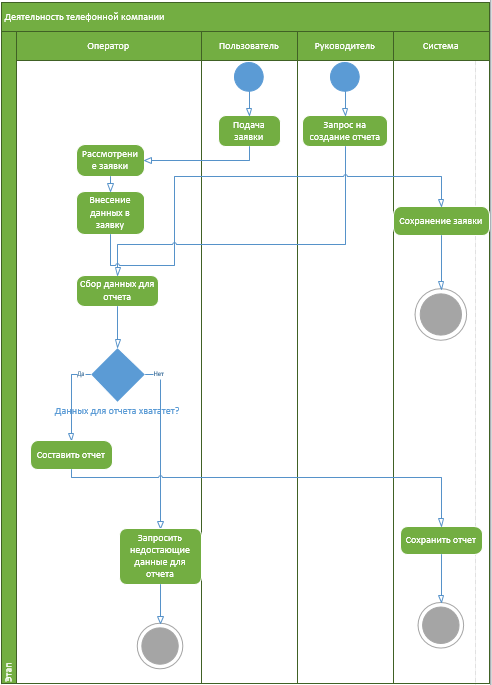 Деятельность телефонной компании
Оператор
Пользователь
Руководитель
Система
Подача
заявки
Запрос на
создание отчета
Рассмотрени
е заявки
Внесение
данных в
заявку
Сохранение заявки
Сбор данных для
отчета
Да
Нет
Данных для отчета хвататет?
Составить отчет
Запросить
недостающие
данные для
отчета
Сохранить отчет
Этап